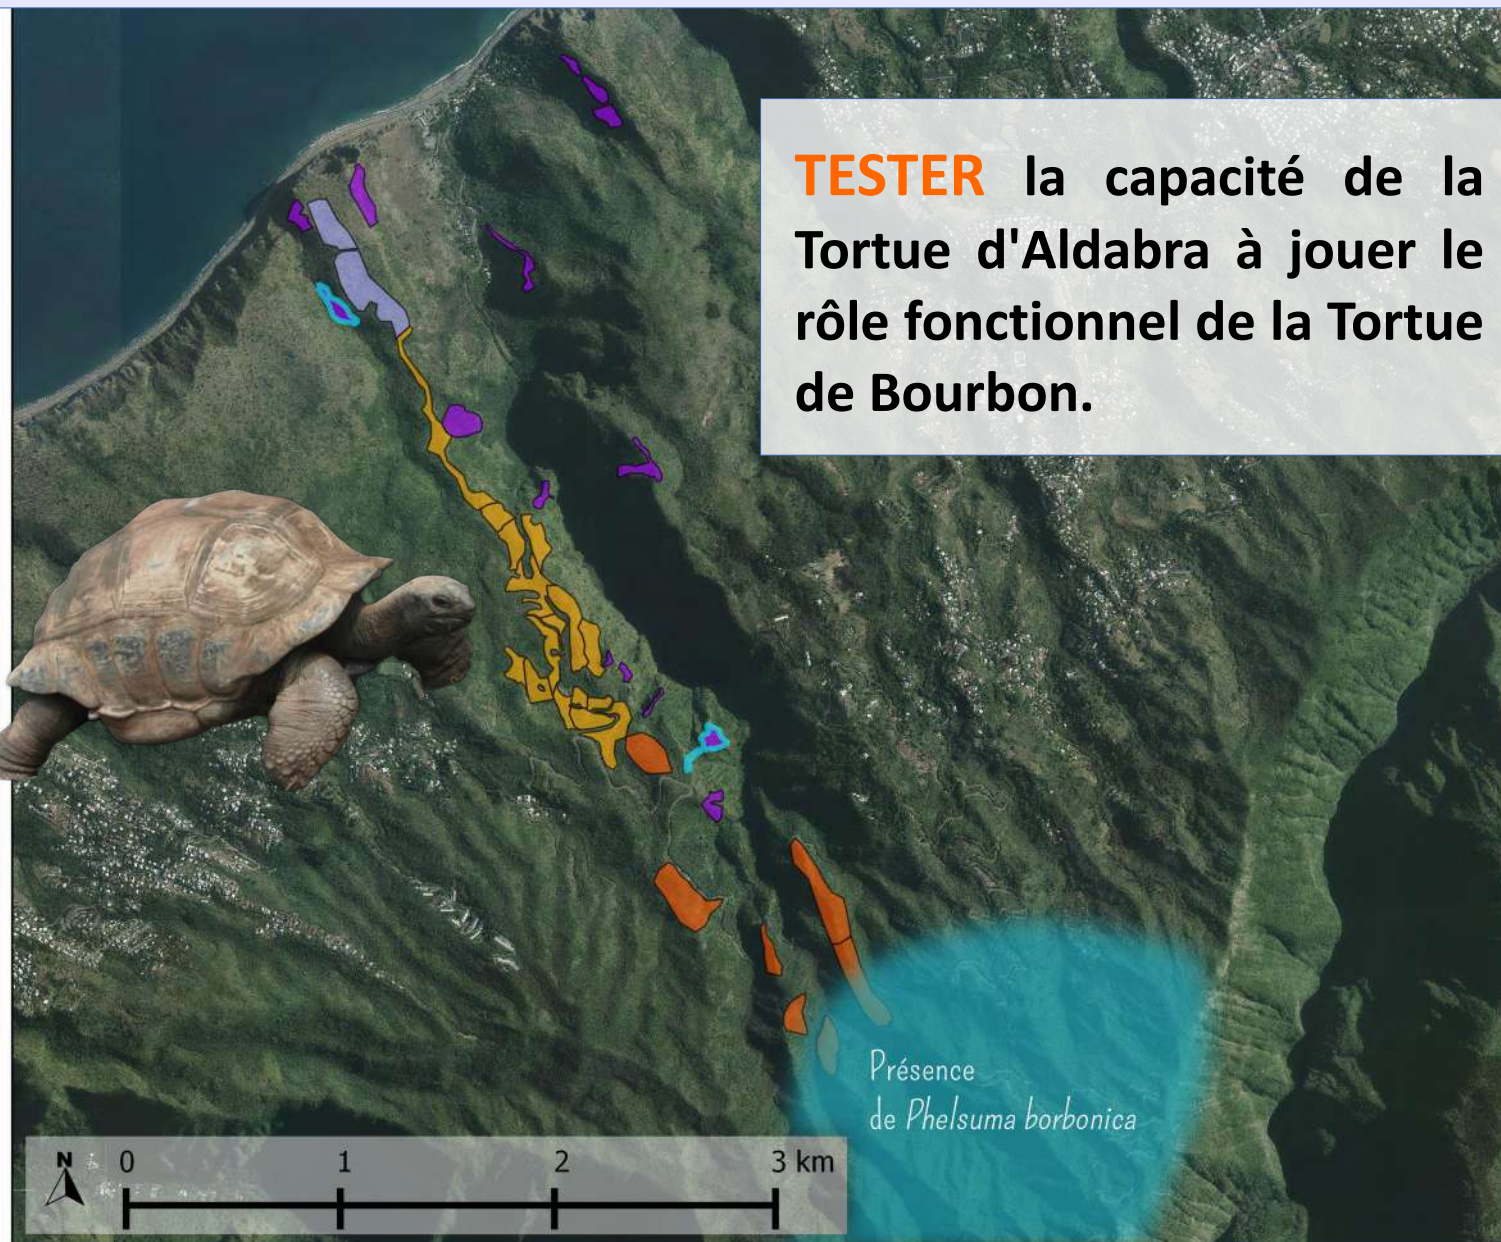 TESTER la capacité de la
Tortue d'Aldabra à jouer le
rôle fonctionnel de la Tortue
de Bourbon.
Présence
de Phelsuma borbonica
N 0 1 2 3 km